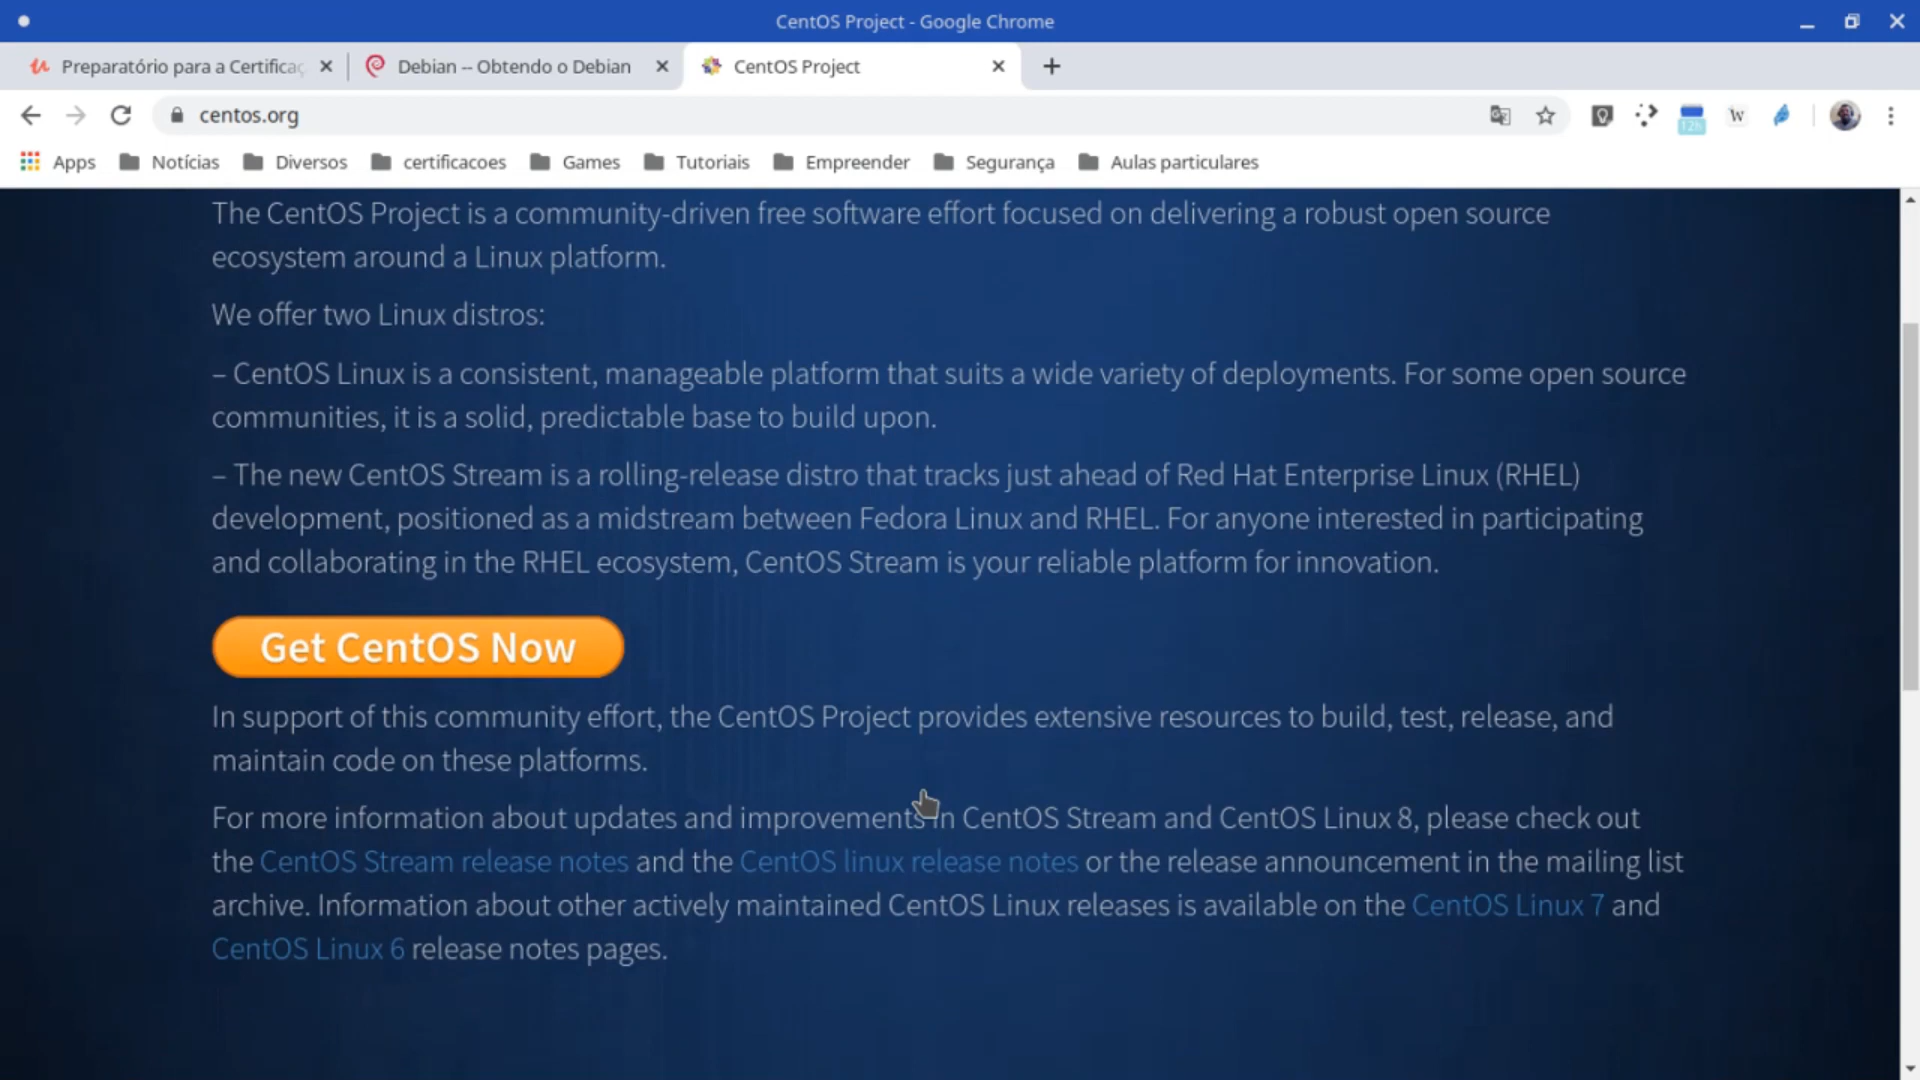 CentOS Project - Google Chrome
Preparatório para a Certificaç
Debian -- Obtendo o Debian
CentOS Project
centos.org
12h
W
Apps
Notícias
Diversos
certificacoes
Games
Tutoriais
Empreender
Segurança
Aulas particulares
The CentOS Project is a community-driven free software effort focused on delivering a robust open source
ecosystem around a Linux platform.
We offer two Linux distros:
– CentOS Linux is a consistent, manageable platform that suits a wide variety of deployments. For some open source
communities, it is a solid, predictable base to build upon.
– The new CentOS Stream is a rolling-release distro that tracks just ahead of Red Hat Enterprise Linux (RHEL)
development, positioned as a midstream between Fedora Linux and RHEL. For anyone interested in participating
and collaborating in the RHEL ecosystem, CentOS Stream is your reliable platform for innovation.
Get CentOS Now
In support of this community effort, the CentOS Project provides extensive resources to build, test, release, and
maintain code on these platforms.
For more information about updates and improvements in CentOS Stream and CentOS Linux 8, please check out
the CentOS Stream release notes and the CentOS linux release notes or the release announcement in the mailing list
archive. Information about other actively maintained CentOS Linux releases is available on the CentOS Linux 7 and
CentOS Linux 6 release notes pages.